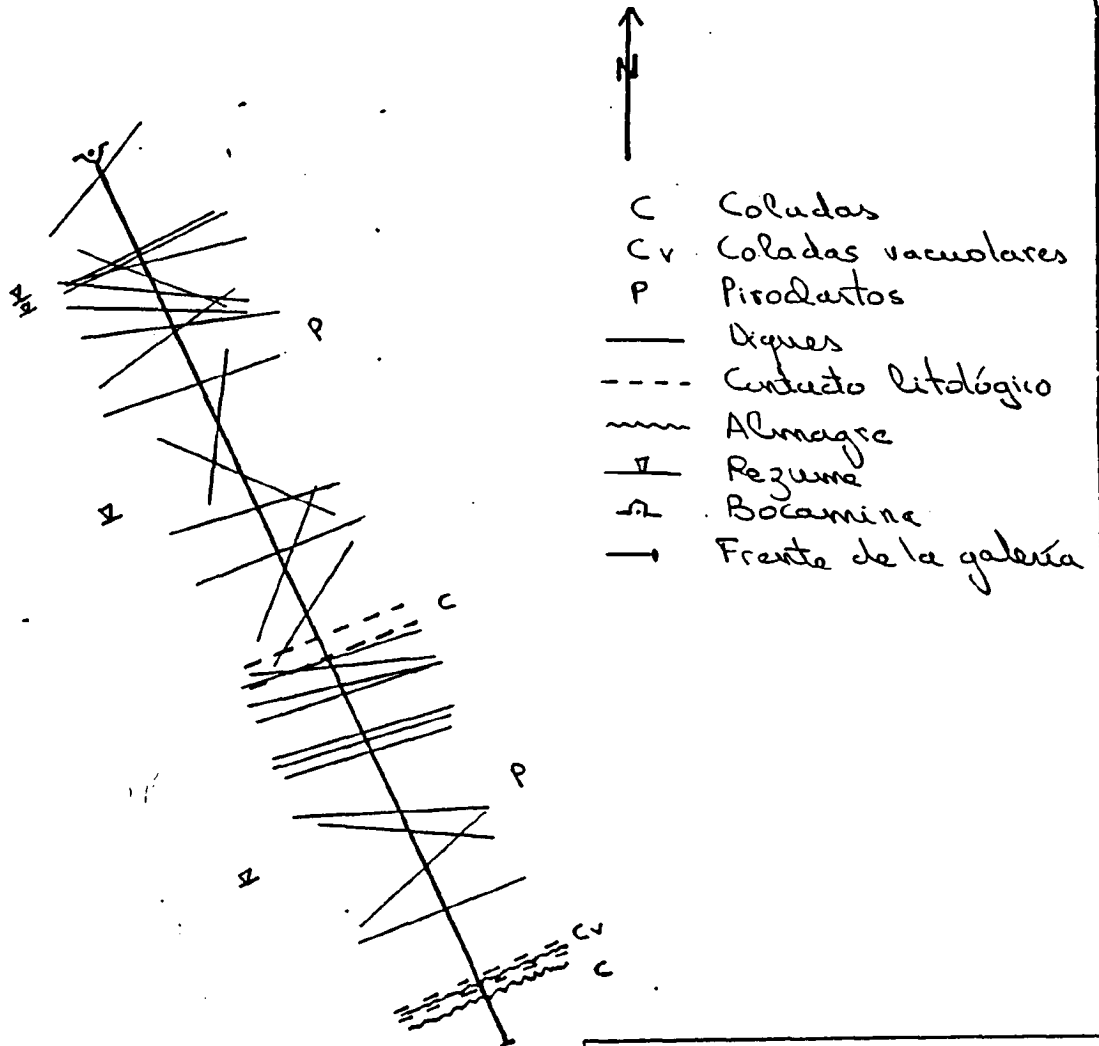 N
C Coladas
Cv Coladas vacuolares
P Piroclastos
Diques
Contacto litológico
Almagre
Rezume
Bocamina
Frente de la galería
P
C
P
Cv
C